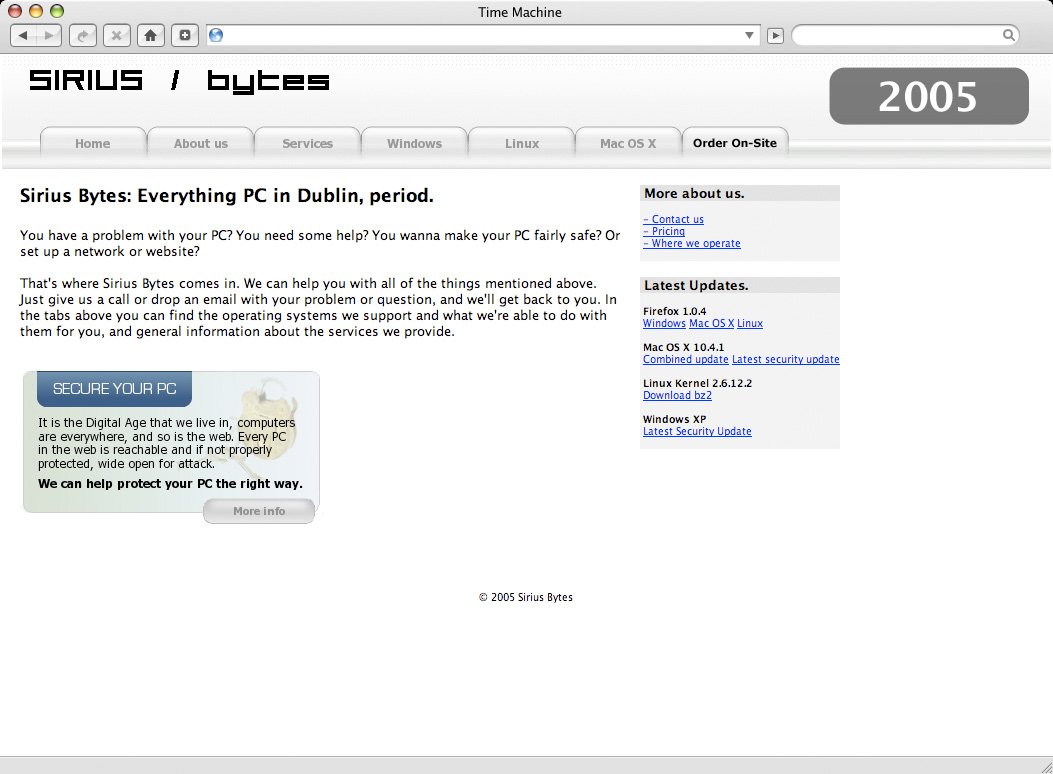 Time Machine
SIRIUS / bytes
2005
Home
About us
Services
Windows
Linux
Mac OS X
Order On-Site
Sirius Bytes: Everything PC in Dublin, period.
You have a problem with your PC? You need some help? You wanna make your PC fairly safe? Or
set up a network or website?
That's where Sirius Bytes comes in. We can help you with all of the things mentioned above.
Just give us a call or drop an email with your problem or question, and we'll get back to you. In
the tabs above you can find the operating systems we support and what we're able to do with
them for you, and general information about the services we provide.
SECURE YOUR PC
It is the Digital Age that we live in, computers
are everywhere, and so is the web. Every PC
in the web is reachable and if not properly
protected, wide open for attack.
We can help protect your PC the right way.
More info
More about us.
- Contact us
- Pricing
- Where we operate
Latest Updates.
Firefox 1.0.4
Windows Mac OS X Linux
Mac OS X 10.4.1
Combined update Latest security update
Linux Kernel 2.6.12.2
Download bz2
Windows XP
Latest Security Update
© 2005 Sirius Bytes